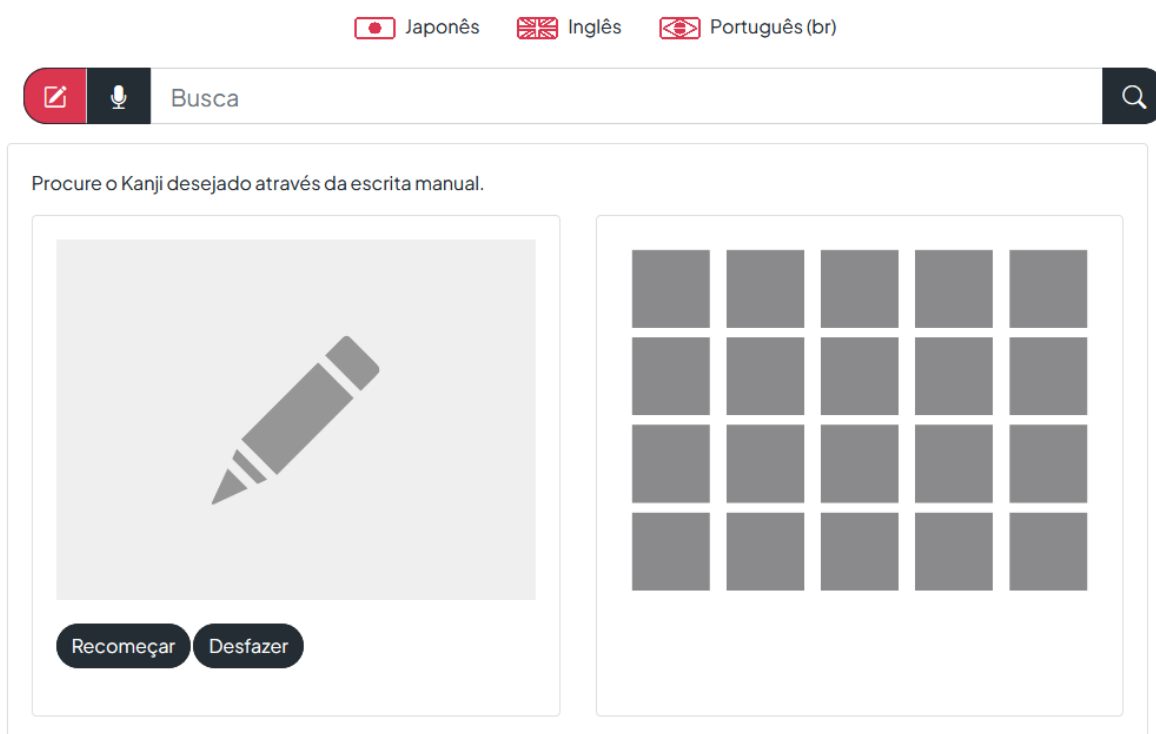 Japonês Inglês Português (br)
Busca
Procure o Kanji desejado através da escrita manual.
Recomeçar Desfazer